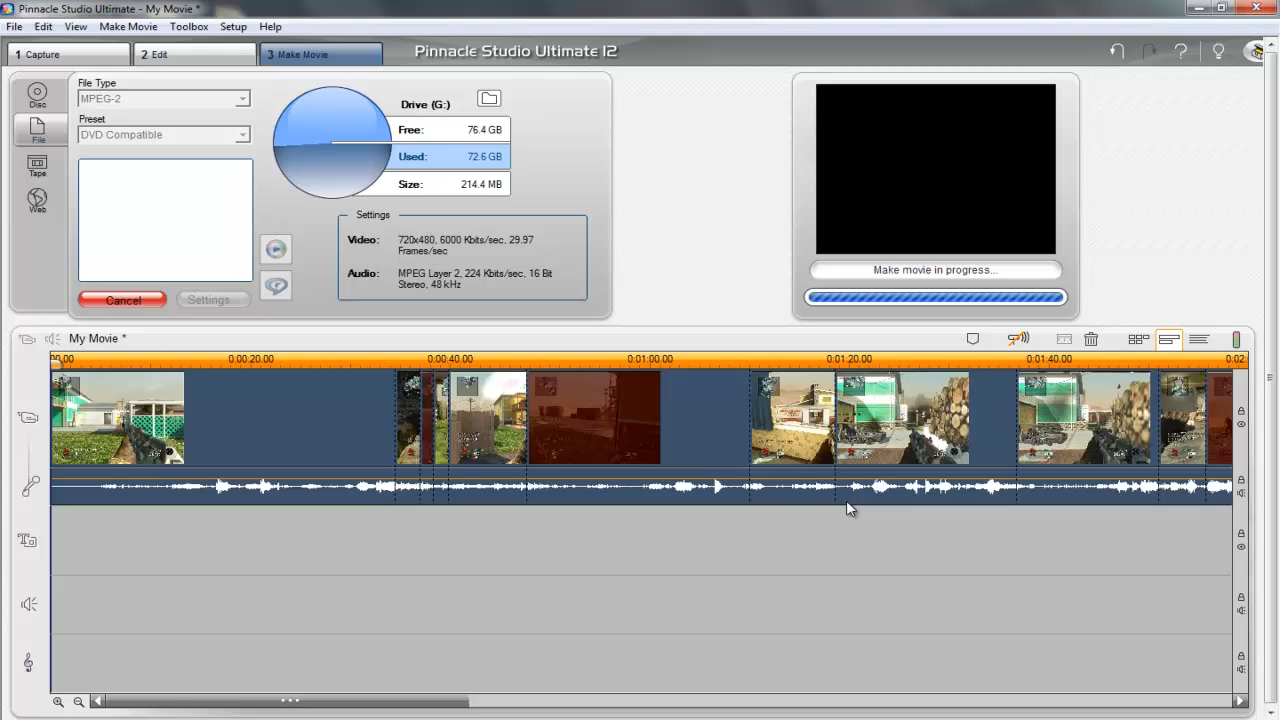 Pinnacle Studio Ultimate - My Movie *
File Edit View Make Movie Toolbox Setup Help
1 Capture 2 Edit 3 Make Movie Pinnacle Studio Ultimate 12
Disc
File
Tape
Web
File Type
MPEG-2
Preset
DVD Compatible
Cancel Settings...
Drive (G:)
Free: 76.4 GB
Used: 72.6 GB
Size: 214.4 MB
Settings
Video: 720x480, 6000 Kbits/sec, 29.97
Frames/sec
Audio: MPEG Layer 2, 224 Kbits/sec, 16 Bit
Stereo, 48 kHz
Make movie in progress...
My Movie *
00.00 0:00:20.00 0:00:40.00 0:01:00.00 0:01:20.00 0:01:40.00 0:02